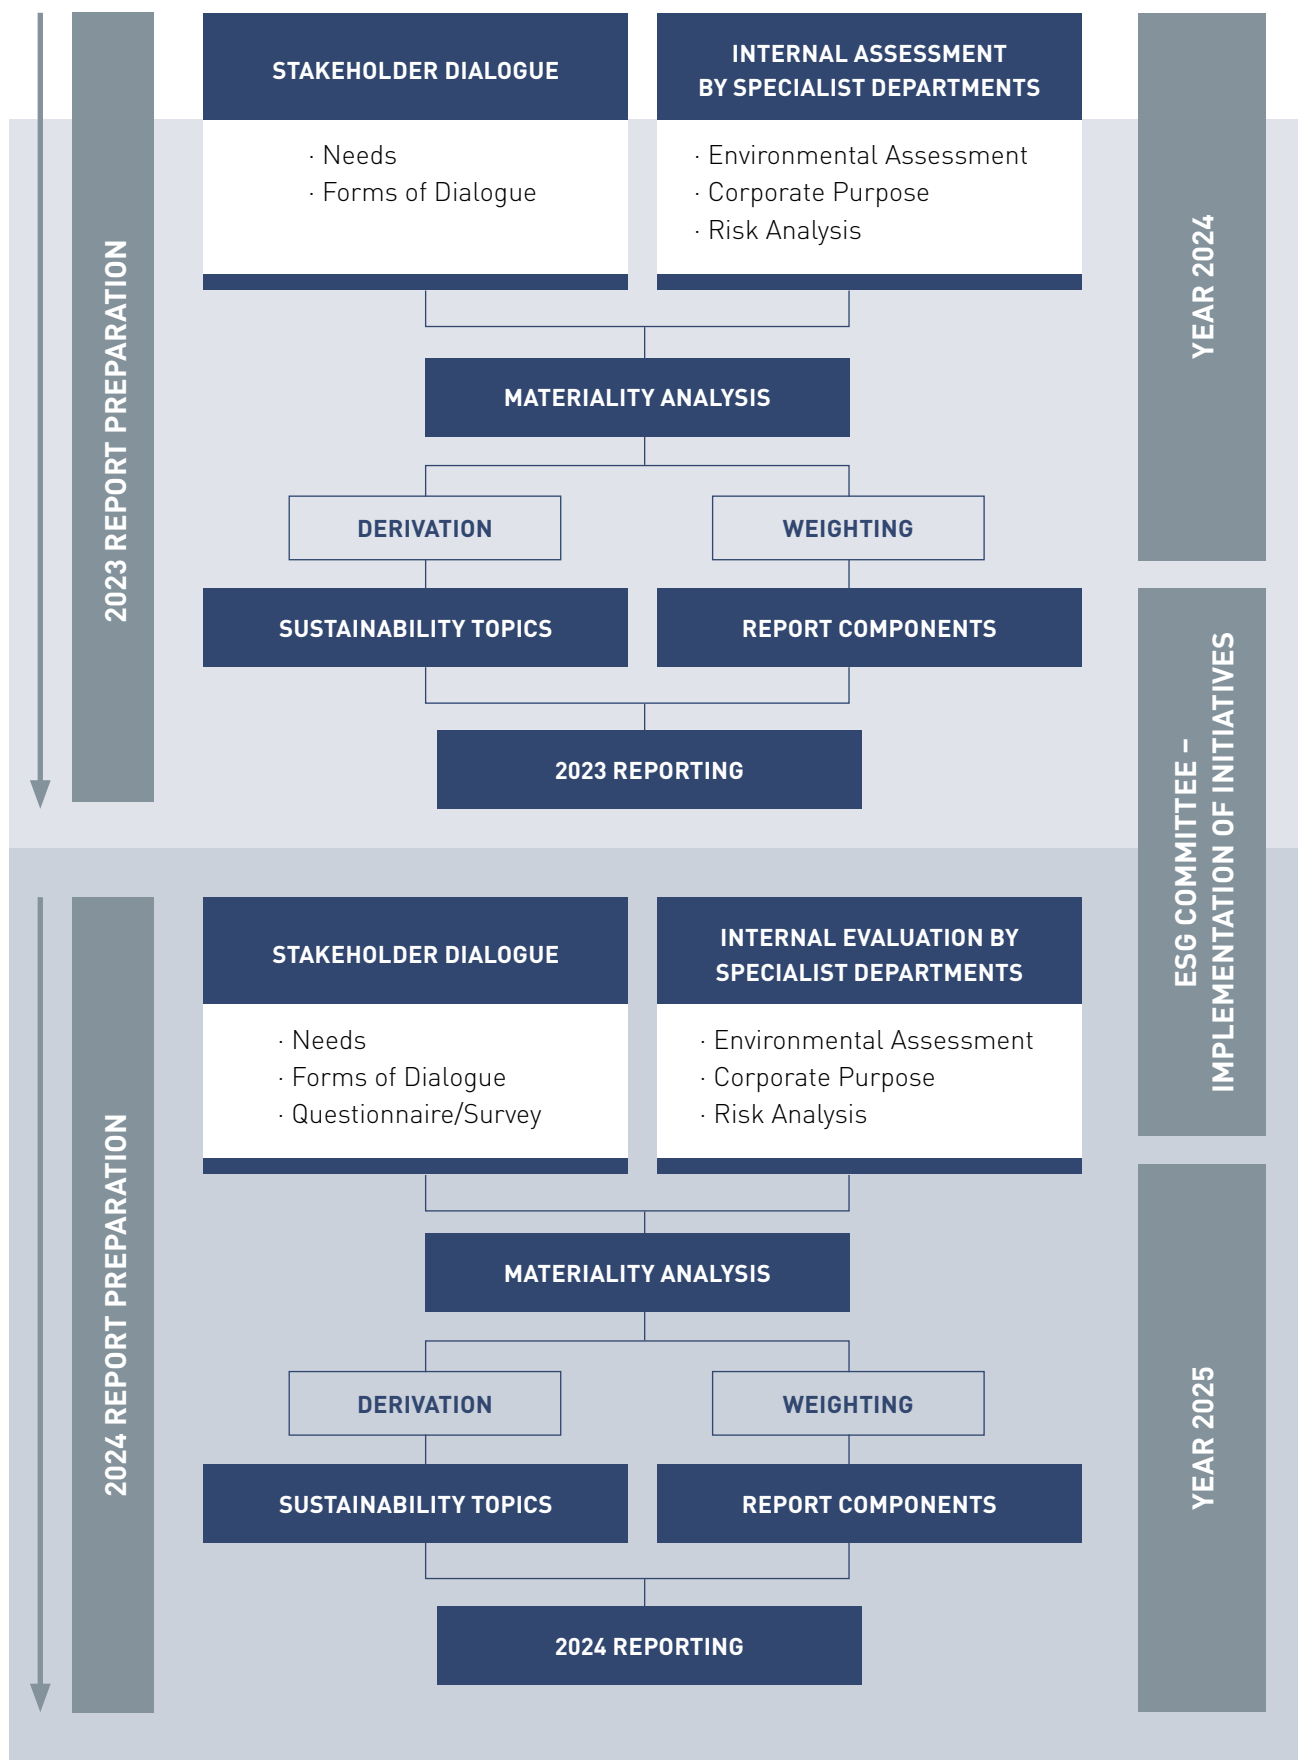 2023 REPORT PREPARATION
STAKEHOLDER DIALOGUE
· Needs
· Forms of Dialogue
INTERNAL ASSESSMENT
BY SPECIALIST DEPARTMENTS
· Environmental Assessment
· Corporate Purpose
· Risk Analysis
YEAR 2024
MATERIALITY ANALYSIS
DERIVATION
WEIGHTING
SUSTAINABILITY TOPICS
REPORT COMPONENTS
2023 REPORTING
ESG COMMITTEE –
IMPLEMENTATION OF INITIATIVES
2024 REPORT PREPARATION
STAKEHOLDER DIALOGUE
· Needs
· Forms of Dialogue
· Questionnaire/Survey
INTERNAL EVALUATION BY
SPECIALIST DEPARTMENTS
· Environmental Assessment
· Corporate Purpose
· Risk Analysis
YEAR 2025
MATERIALITY ANALYSIS
DERIVATION
WEIGHTING
SUSTAINABILITY TOPICS
REPORT COMPONENTS
2024 REPORTING